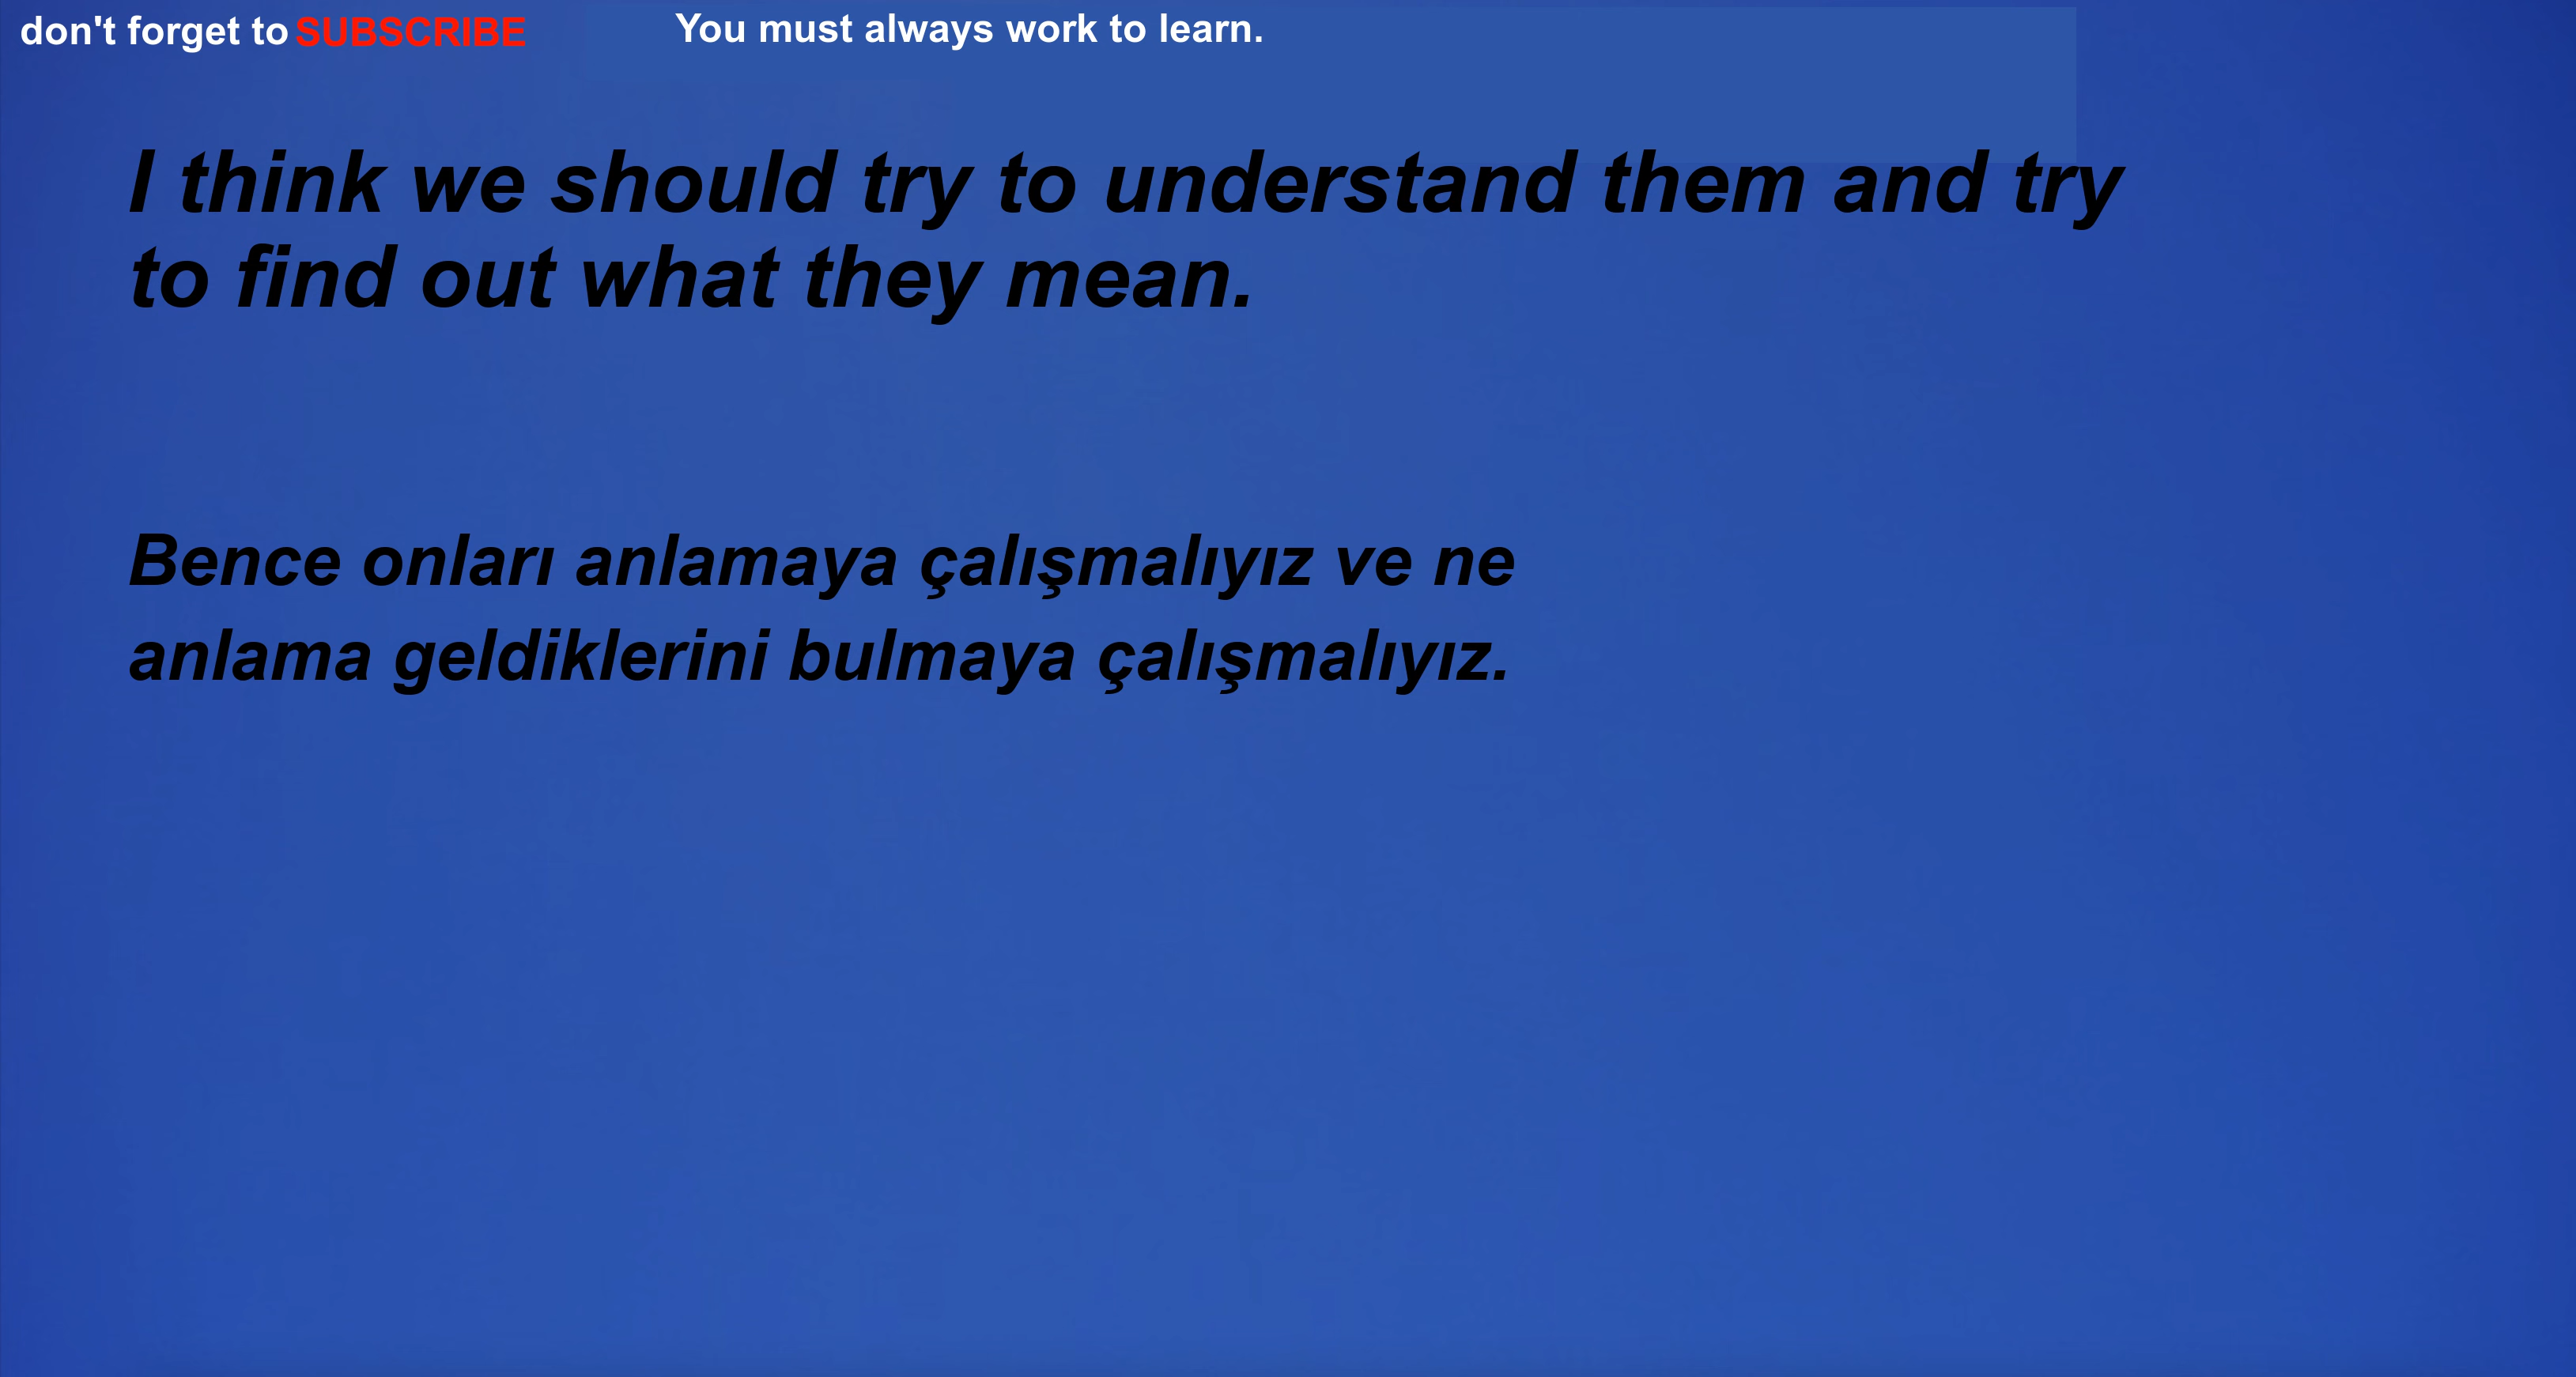 don't forget to SUBSCRIBE
You must always work to learn.
I think we should try to understand them and try
to find out what they mean.
Bence onları anlamaya çalışmalıyız ve ne
anlama geldiklerini bulmaya çalışmalıyız.